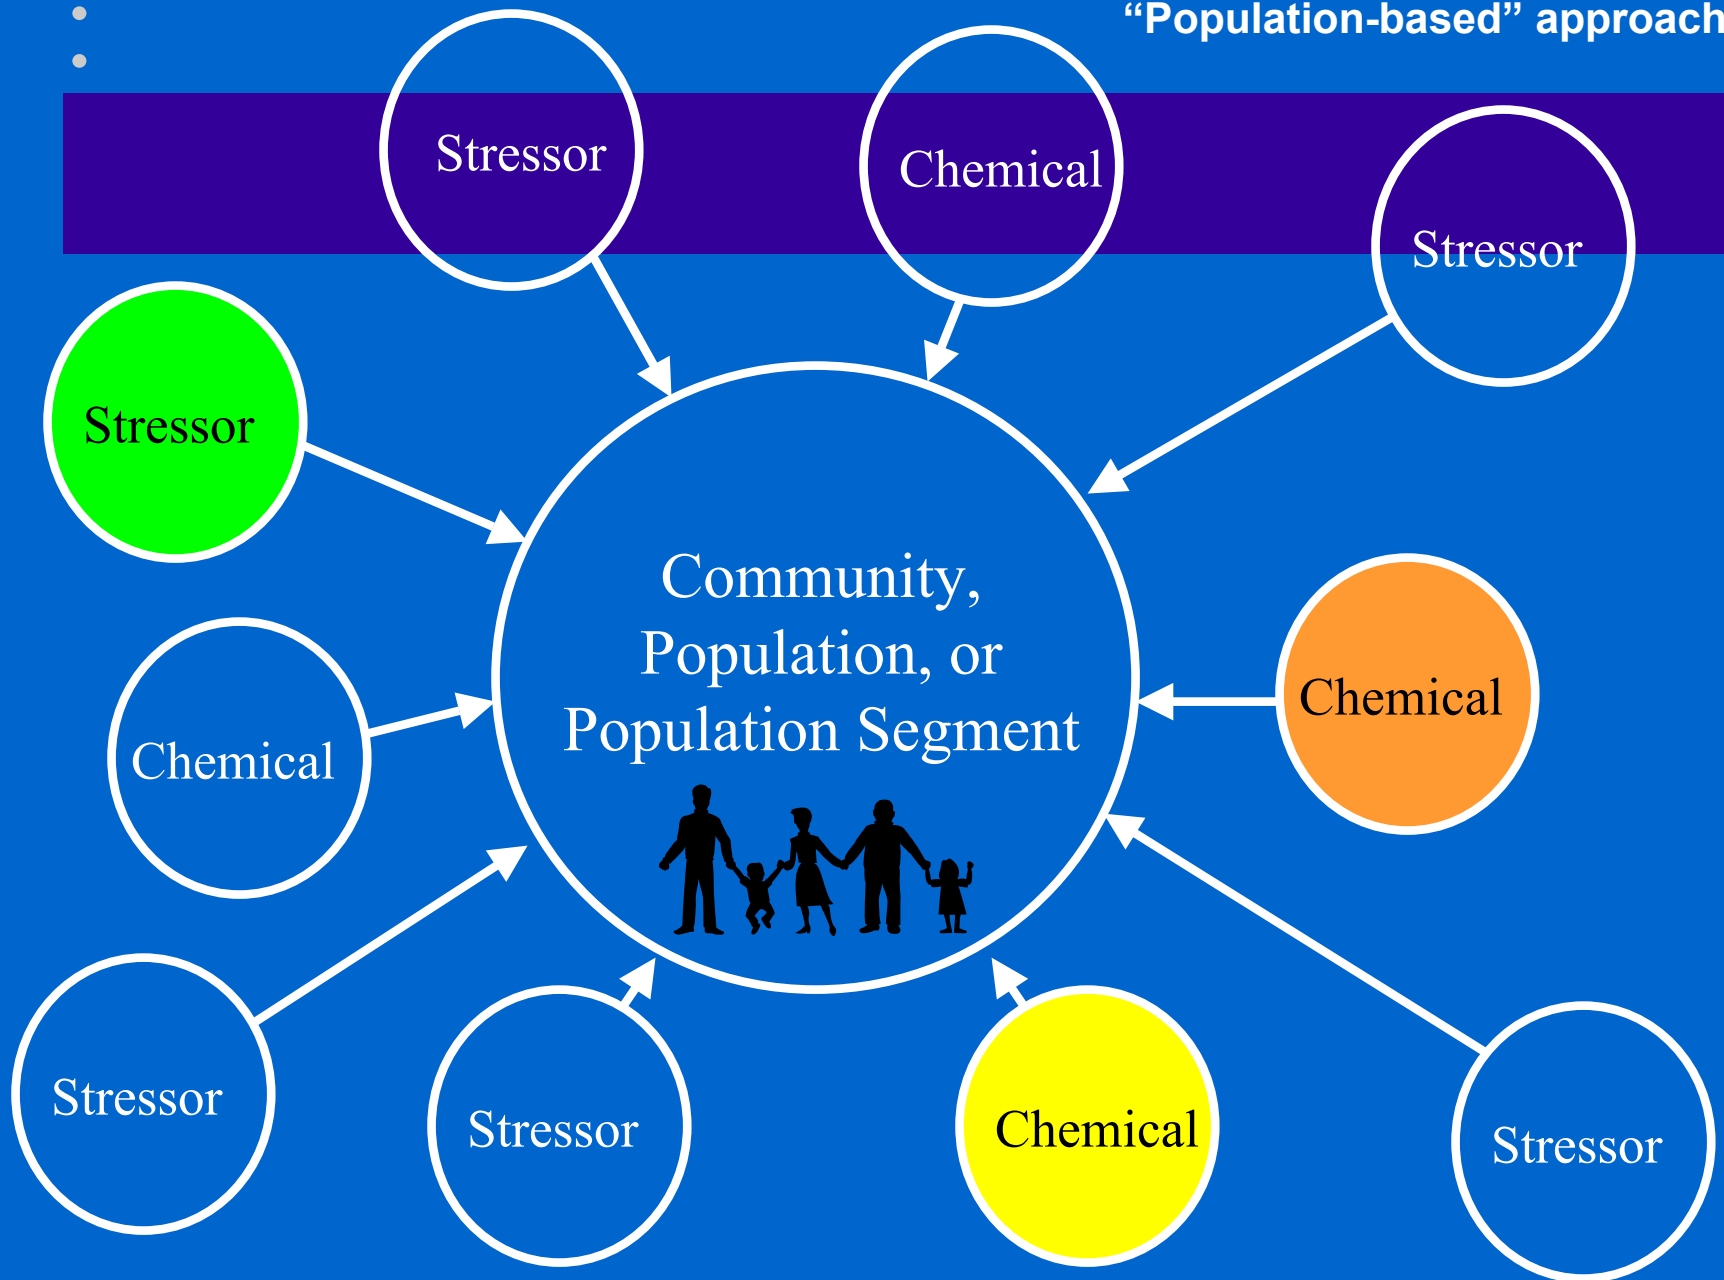 “Population-based” approach
Stressor
Chemical
Stressor
Stressor
Community,
Population, or
Population Segment
Chemical
Chemical
Stressor
Stressor
Chemical
Stressor